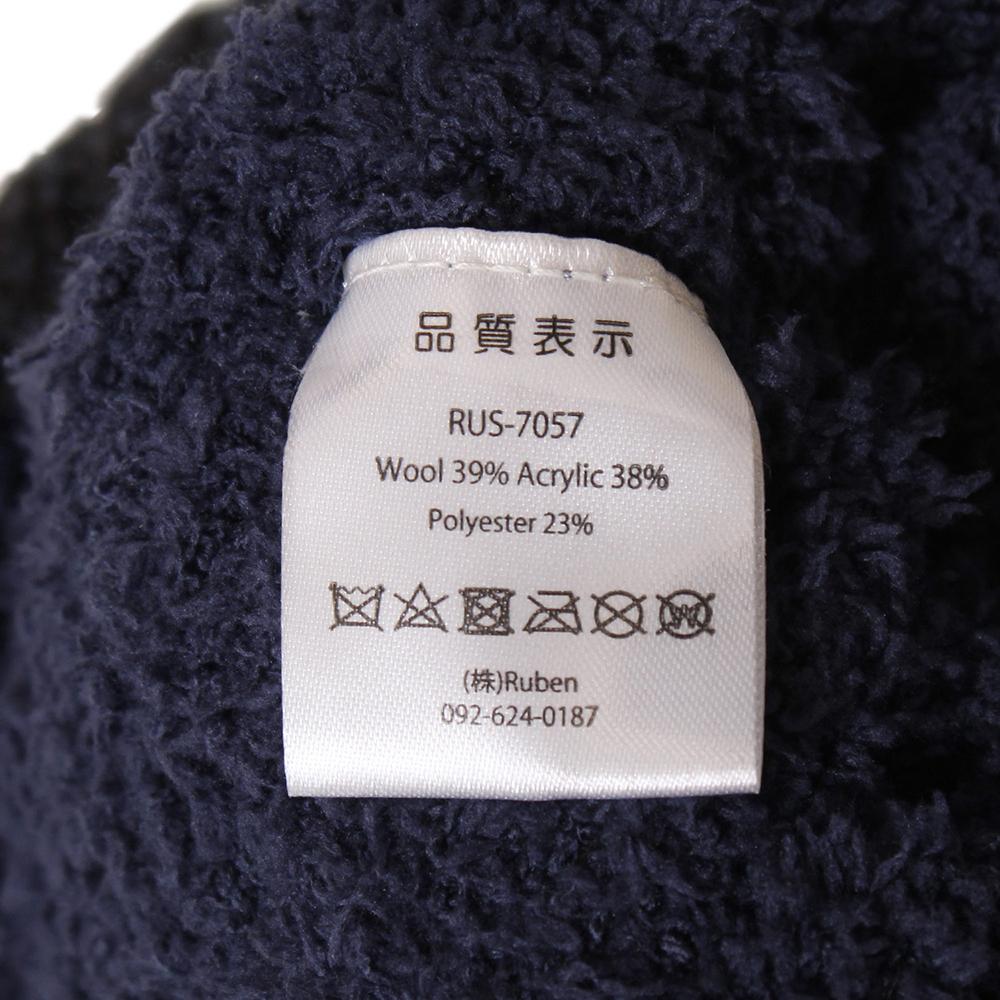 品質表示
RUS-7057
Wool 39% Acrylic 38%
Polyester 23%
W
(株)Ruben
092-624-0187